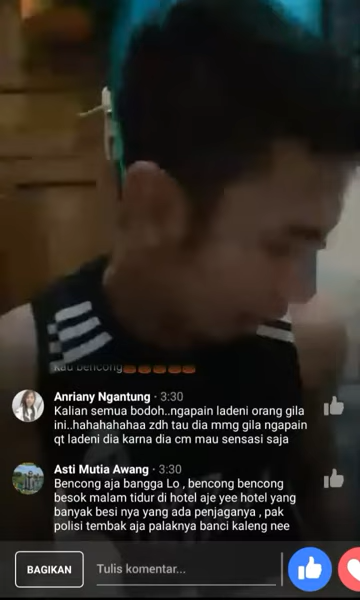 kau bencong
Anriany Ngantung · 3:30
Kalian semua bodoh..ngapain ladeni orang gila
ini..hahahahahaa zdh tau dia mmg gila ngapain
qt ladeni dia karna dia cm mau sensasi saja
Asti Mutia Awang · 3:30
Bencong aja bangga Lo , bencong bencong
besok malam tidur di hotel aje yee hotel yang
banyak besi nya yang ada penjaganya , pak
polisi tembak aja palaknya banci kaleng nee
BAGIKAN
Tulis komentar...